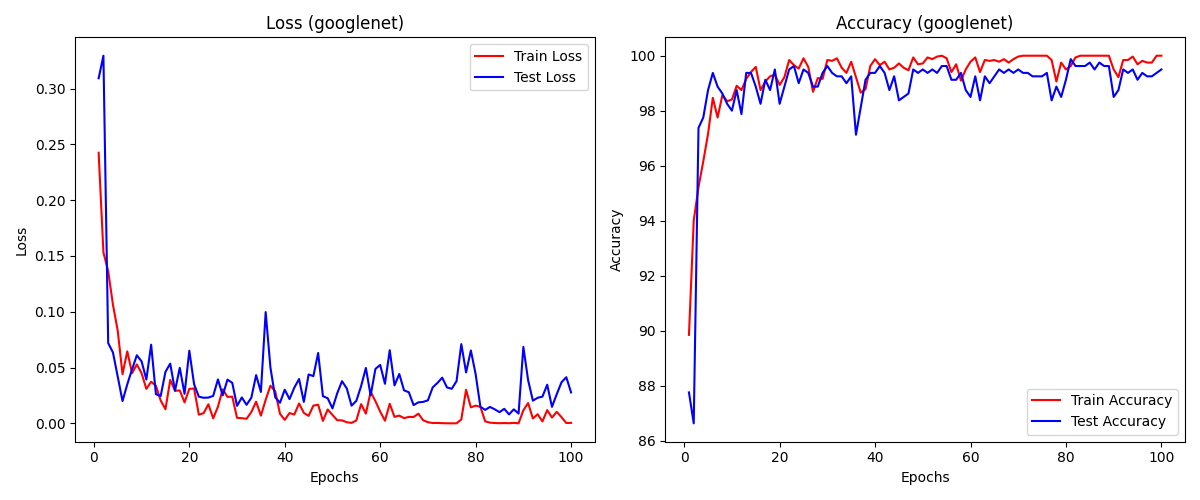 Loss (googlenet)
Train Loss
Test Loss
0.30
0.25
0.20
0.15
0.10
0.05
0.00
Loss
0 20 40 60 80 100
Epochs
Accuracy (googlenet)
100
98
96
94
92
90
88
86
Accuracy
Train Accuracy
Test Accuracy
0 20 40 60 80 100
Epochs